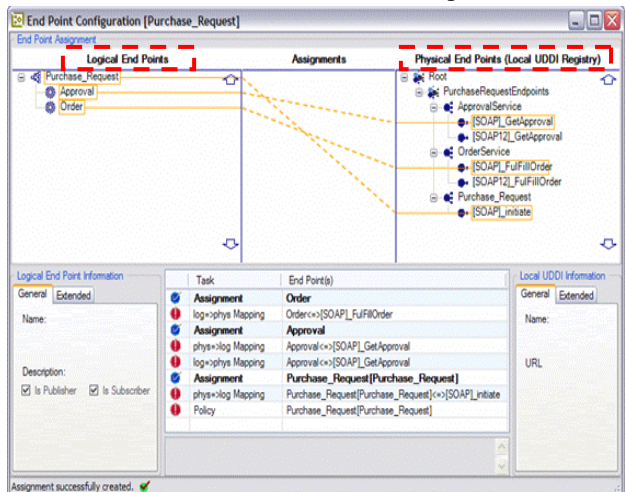 End Point Configuration [Purchase_Request]
End Point Assignment
Logical End Points
Assignments
Physical End Points (Local UDDI Registry)
Purchase_Request
Approval
Order
Root
PurchaseRequestEndpoints
ApprovalService
[SOAP]_GetApproval
[SOAP12]_GetApproval
OrderService
[SOAP]_FulFillOrder
[SOAP12]_FulFillOrder
Purchase_Request
[SOAP]_initiate
Logical End Point Information
General Extended
Name:
Description:
Is Publisher Is Subscriber
Task End Point(s)
Assignment Order
log=>phys Mapping Order<=>[SOAP]_FulFillOrder
Assignment Approval
phys=>log Mapping Approval<=>[SOAP]_GetApproval
log=>phys Mapping Approval<=>[SOAP]_GetApproval
Assignment Purchase_Request[Purchase_Request]
phys=>log Mapping Purchase_Request[Purchase_Request]<=>[SOAP]_initiate
Policy Purchase_Request[Purchase_Request]
Local UDDI Information
General Extended
Name:
URL
Assignment successfully created.